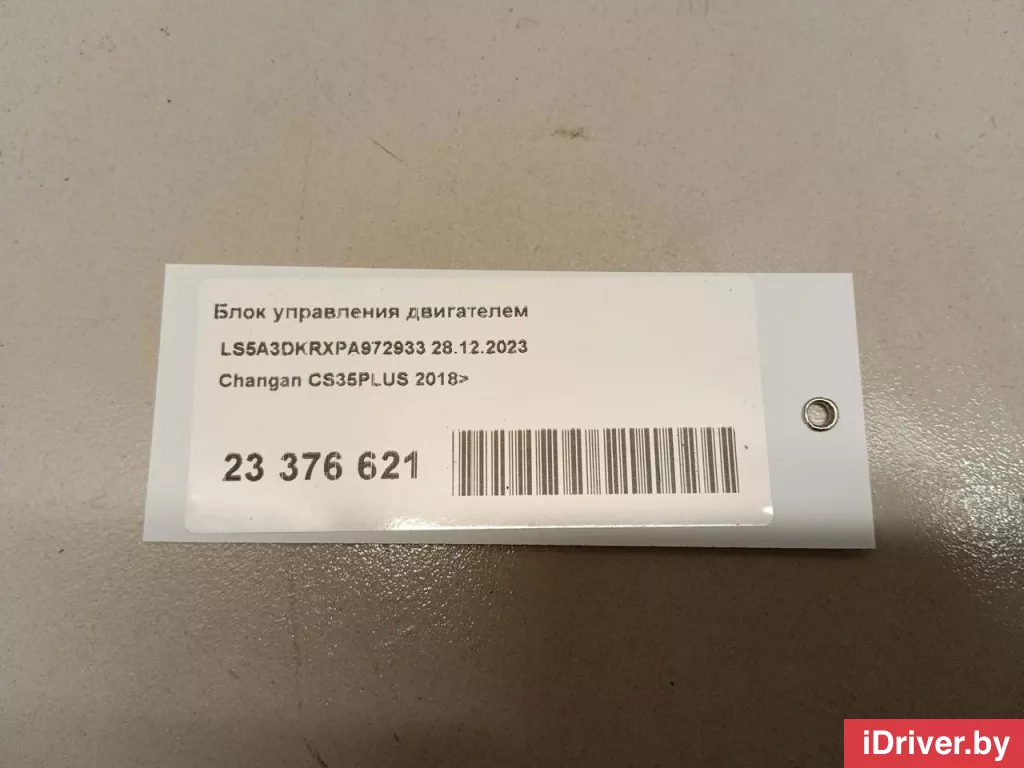 Блок управления двигателем
LS5A3DKRXPA972933 28.12.2023
Changan CS35PLUS 2018>
23 376 621
iDriver.by